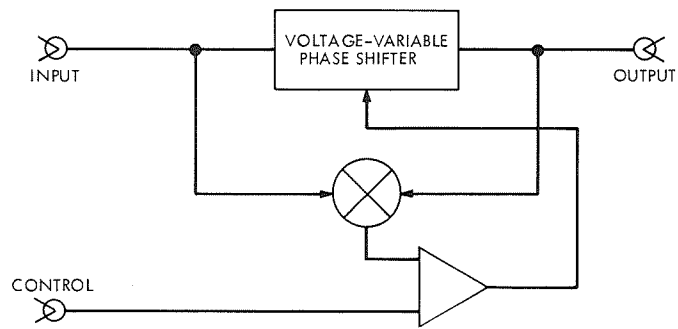 VOLTAGE-VARIABLE
PHASE SHIFTER
INPUT
OUTPUT
CONTROL